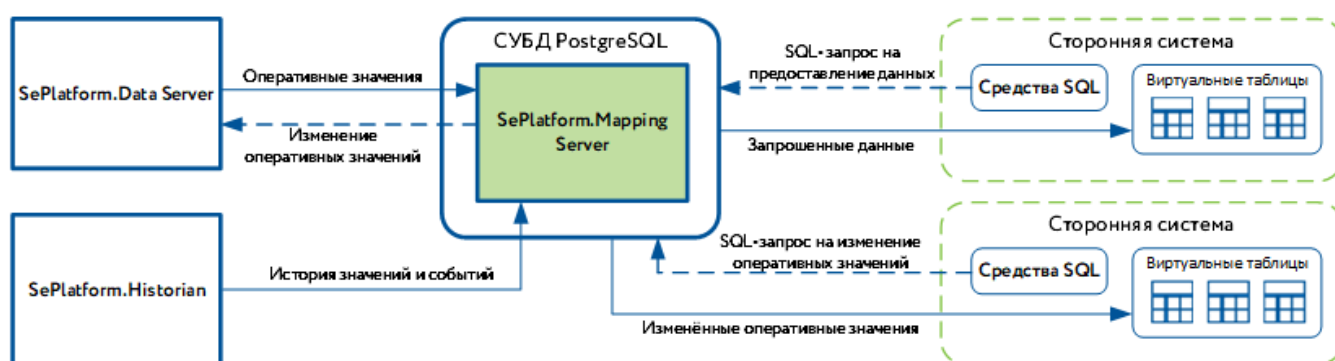 SePlatform.Data Server
Оперативные значения
Изменение
оперативных значений
СУБД PostgreSQL
SePlatform.Mapping
Server
SQL-запрос на
предоставление данных
Запрошенные данные
Сторонняя система
Средства SQL
Виртуальные таблицы
SePlatform.Historian
История значений и событий
SQL-запрос на изменение
оперативных значений
Изменённые оперативные значения
Сторонняя система
Средства SQL
Виртуальные таблицы